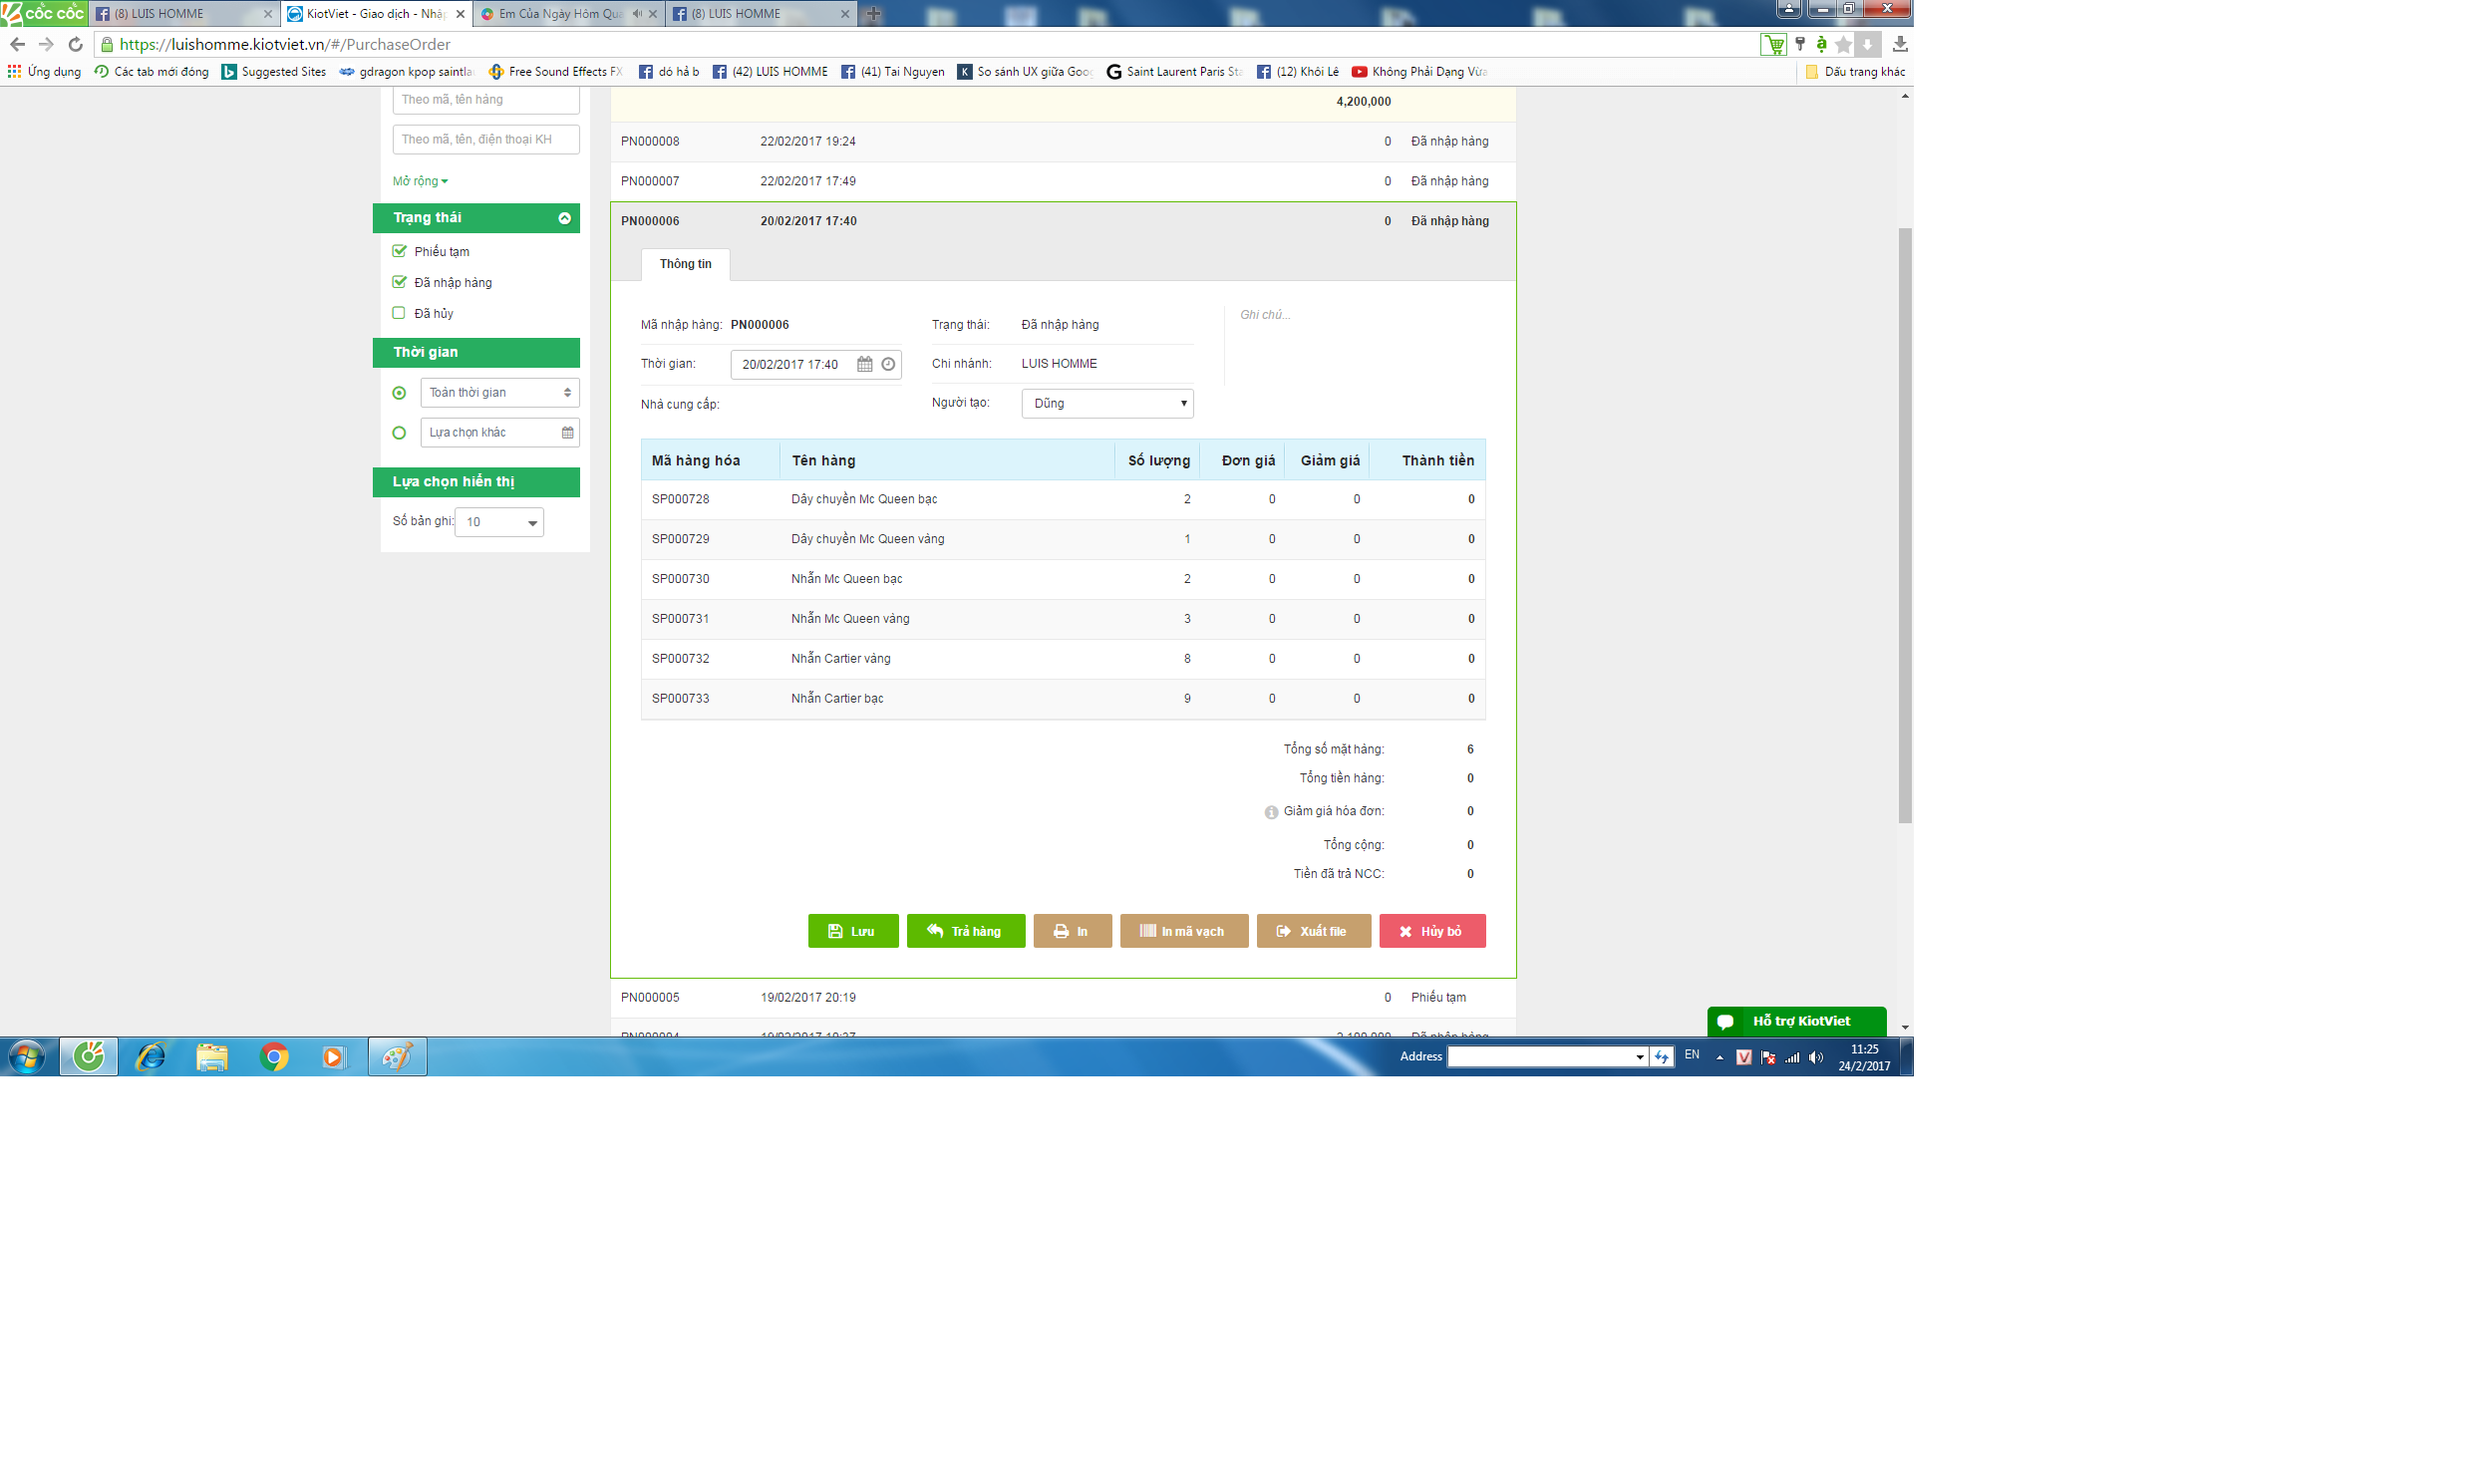 cốc cốc (8) LUIS HOMME KiotViet - Giao dịch - Nhập Em Của Ngày Hôm Qua (8) LUIS HOMME
https://luishomme.kiotviet.vn/#/PurchaseOrder
Ứng dụng Các tab mới đóng Suggested Sites gdragon kpop saintla Free Sound Effects FX dó hả b (42) LUIS HOMME (41) Tai Nguyen So sánh UX giữa Goog Saint Laurent Paris Sta (12) Khôi Lê Không Phải Dạng Vừa Dấu trang khác
Theo mã, tên hàng
Theo mã, tên, điện thoại KH
Mở rộng
Trạng thái
Phiếu tạm
Đã nhập hàng
Đã hủy
Thời gian
Toàn thời gian
Lựa chọn khác
Lựa chọn hiển thị
Số bản ghi: 10
4,200,000
PN000008 22/02/2017 19:24 0 Đã nhập hàng
PN000007 22/02/2017 17:49 0 Đã nhập hàng
PN000006 20/02/2017 17:40 0 Đã nhập hàng
Thông tin
Mã nhập hàng: PN000006 Trạng thái: Đã nhập hàng Ghi chú...
Thời gian: 20/02/2017 17:40 Chi nhánh: LUIS HOMME
Nhà cung cấp: Người tạo: Dũng
Mã hàng hóa Tên hàng Số lượng Đơn giá Giảm giá Thành tiền
SP000728 Dây chuyền Mc Queen bạc 2 0 0 0
SP000729 Dây chuyền Mc Queen vàng 1 0 0 0
SP000730 Nhẫn Mc Queen bạc 2 0 0 0
SP000731 Nhẫn Mc Queen vàng 3 0 0 0
SP000732 Nhẫn Cartier vàng 8 0 0 0
SP000733 Nhẫn Cartier bạc 9 0 0 0
Tổng số mặt hàng: 6
Tổng tiền hàng: 0
Giảm giá hóa đơn: 0
Tổng cộng: 0
Tiền đã trả NCC: 0
Lưu Trả hàng In In mã vạch Xuất file Hủy bỏ
PN000005 19/02/2017 20:19 0 Phiếu tạm
Hỗ trợ KiotViet
Address EN 11:25
24/2/2017